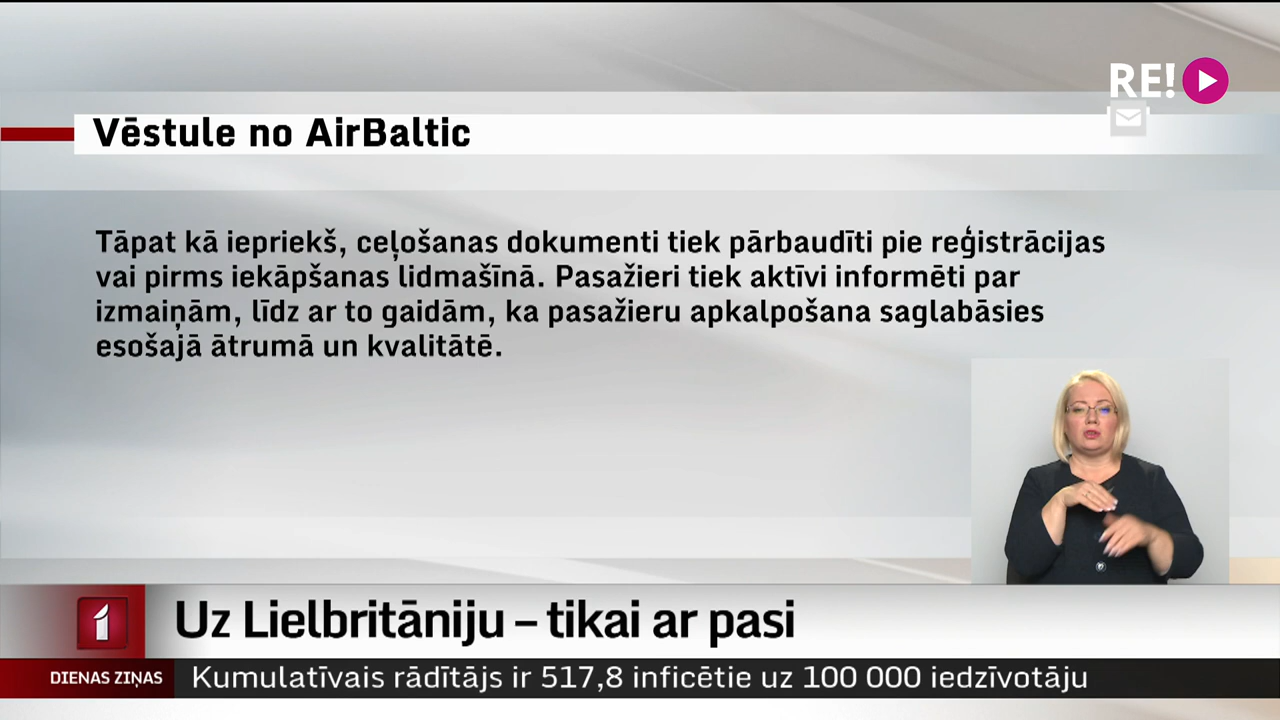 RE!
Vēstule no AirBaltic
Tāpat kā iepriekš, ceļošanas dokumenti tiek pārbaudīti pie reģistrācijas
vai pirms iekāpšanas lidmašīnā. Pasažieri tiek aktīvi informēti par
izmaiņām, līdz ar to gaidām, ka pasažieru apkalpošana saglabāsies
esošajā ātrumā un kvalitātē.
1
Uz Lielbritāniju – tikai ar pasi
DIENAS ZIŅAS
Kumulatīvais rādītājs ir 517,8 inficētie uz 100 000 iedzīvotāju